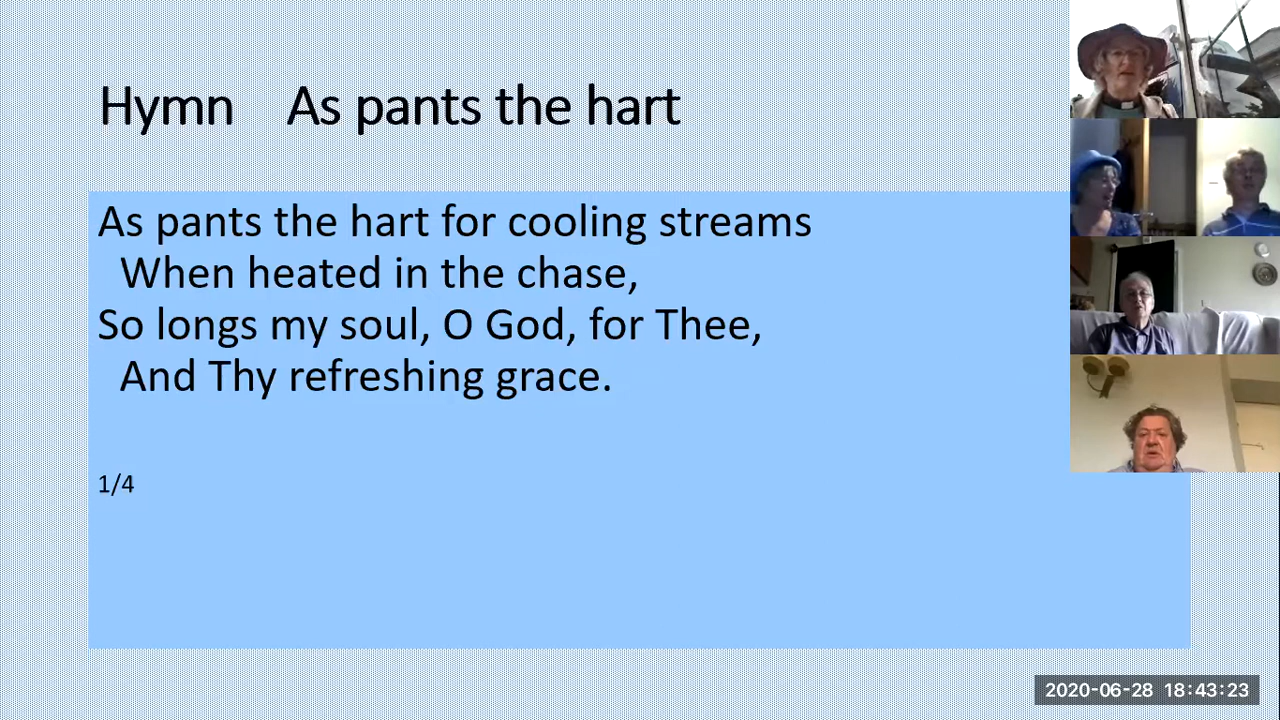 Hymn As pants the hart
As pants the hart for cooling streams
When heated in the chase,
So longs my soul, O God, for Thee,
And Thy refreshing grace.
1/4
2020-06-28 18:43:23